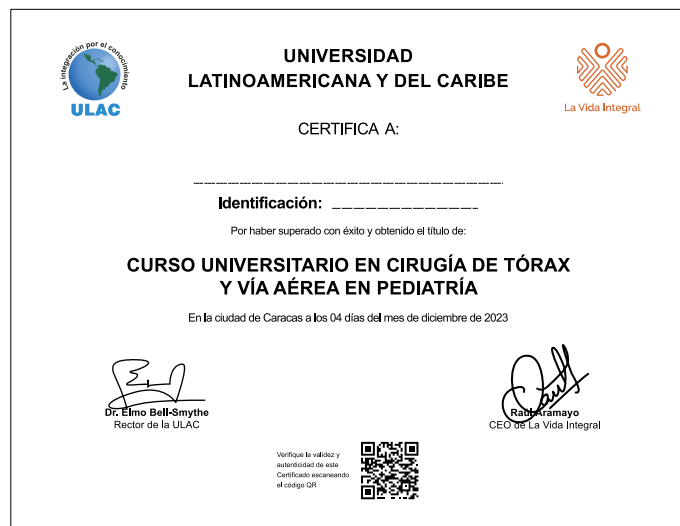 La integración por el conocimiento
ULAC
UNIVERSIDAD
LATINOAMERICANA Y DEL CARIBE
La Vida Integral
CERTIFICA A:
Identificación:
Por haber superado con éxito y obtenido el título de:
CURSO UNIVERSITARIO EN CIRUGÍA DE TÓRAX
Y VÍA AÉREA EN PEDIATRÍA
En la ciudad de Caracas a los 04 días del mes de diciembre de 2023
Dr. Elmo Bell-Smythe
Rector de la ULAC
Raúl Aramayo
CEO de La Vida Integral
Verifique la validez y
autenticidad de este
Certificado escaneando
el código QR